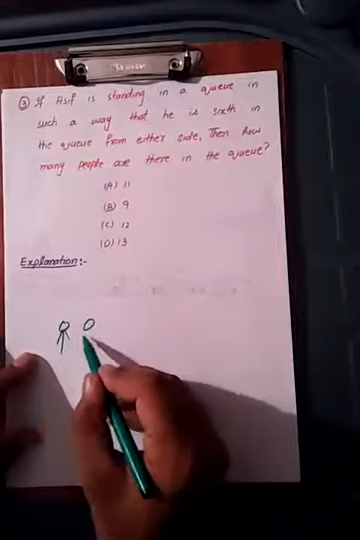 ③ If Asif is standing in a queue in
such a way that he is sixth in
the queue from either side, Then how
many people are there in the queue?
(A) 11
(B) 9
(C) 12
(D) 13
Explanation:-